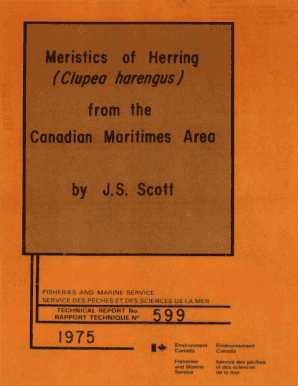 Meristics of Herring
(Clupea harengus)
from the
Canadian Maritimes Area
by J.S. Scott
FISHERIES AND MARINE SERVICE
SERVICE DES PÊCHES ET DES SCIENCES DE LA MER
TECHNICAL REPORT No.
RAPPORT TECHNIQUE N° 599
1975
Environment Environnement
Canada Canada
Fisheries Service des pêches
and Marine et des sciences
Service de la mer